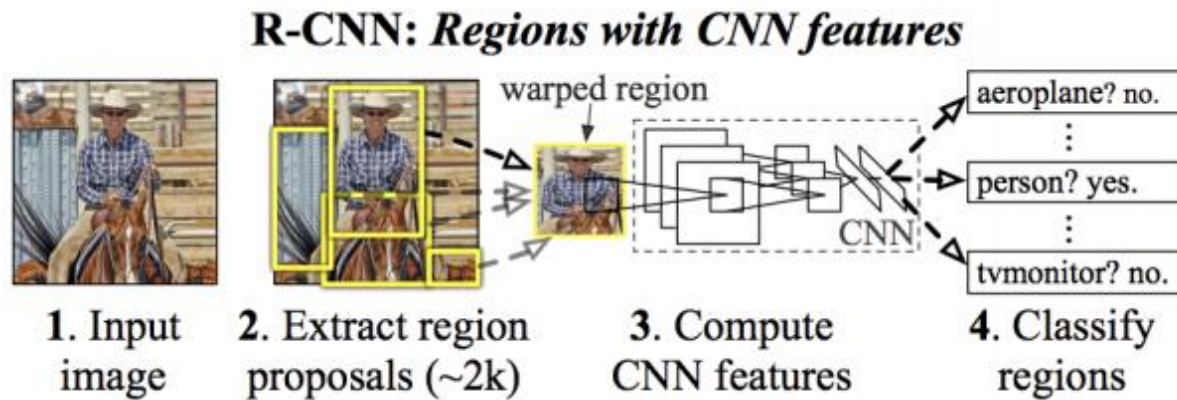 R-CNN: Regions with CNN features
warped region
aeroplane? no.
person? yes.
CNN
tvmonitor? no.
1. Input
image
2. Extract region
proposals (~2k)
3. Compute
CNN features
4. Classify
regions